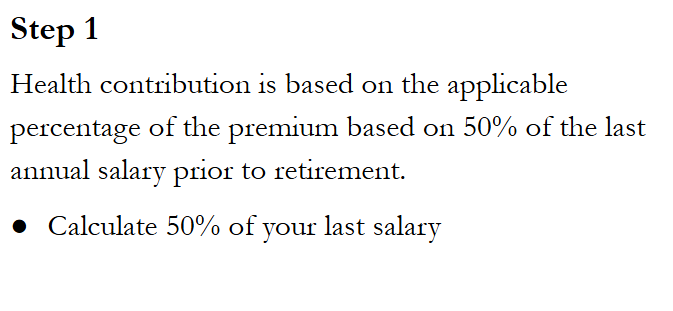 Step 1
Health contribution is based on the applicable
percentage of the premium based on 50% of the last
annual salary prior to retirement.
● Calculate 50% of your last salary